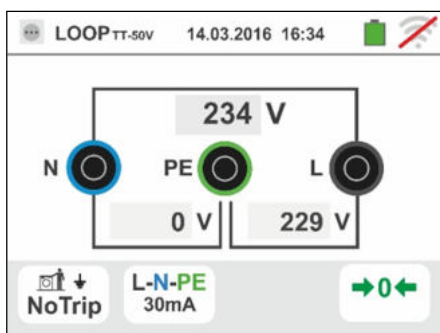 LOOP TT-50V 14.03.2016 16:34
234 V
N PE L
0 V 229 V
NoTrip L-N-PE 30mA →0←